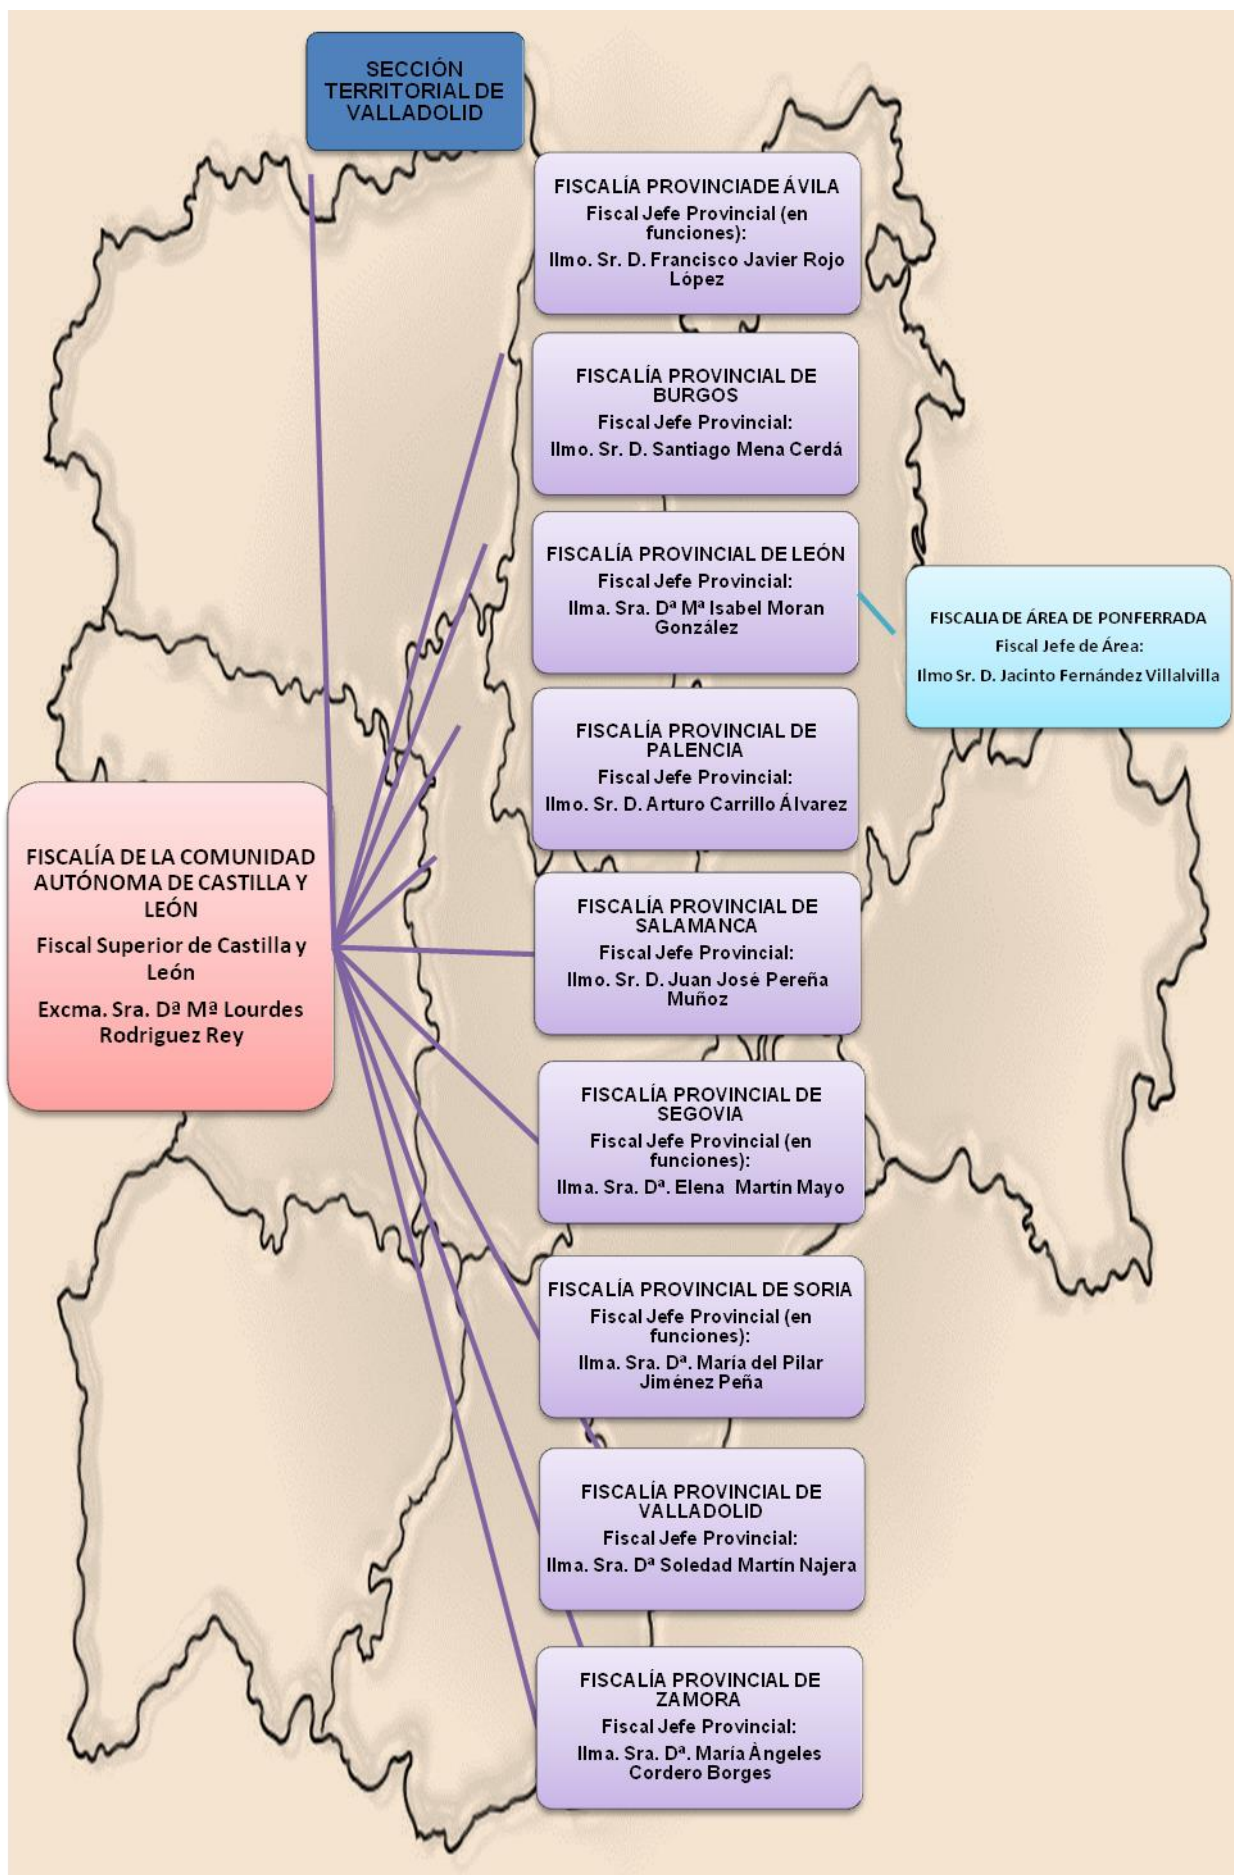 SECCIÓN
TERRITORIAL DE
VALLADOLID
FISCALÍA PROVINCIADE ÁVILA
Fiscal Jefe Provincial (en
funciones):
Ilmo. Sr. D. Francisco Javier Rojo
López
FISCALÍA PROVINCIAL DE
BURGOS
Fiscal Jefe Provincial:
Ilmo. Sr. D. Santiago Mena Cerdá
FISCALÍA PROVINCIAL DE LEÓN
Fiscal Jefe Provincial:
Ilma. Sra. Dª Mª Isabel Moran
González
FISCALIA DE ÁREA DE PONFERRADA
Fiscal Jefe de Área:
Ilmo Sr. D. Jacinto Fernández Villalvilla
FISCALÍA PROVINCIAL DE
PALENCIA
Fiscal Jefe Provincial:
Ilmo. Sr. D. Arturo Carrillo Álvarez
FISCALÍA DE LA COMUNIDAD
AUTÓNOMA DE CASTILLA Y
LEÓN
Fiscal Superior de Castilla y
León
Excma. Sra. Dª Mª Lourdes
Rodriguez Rey
FISCALÍA PROVINCIAL DE
SALAMANCA
Fiscal Jefe Provincial:
Ilmo. Sr. D. Juan José Pereña
Muñoz
FISCALÍA PROVINCIAL DE
SEGOVIA
Fiscal Jefe Provincial (en
funciones):
Ilma. Sra. Dª. Elena Martín Mayo
FISCALÍA PROVINCIAL DE SORIA
Fiscal Jefe Provincial (en
funciones):
Ilma. Sra. Dª. María del Pilar
Jiménez Peña
FISCALÍA PROVINCIAL DE
VALLADOLID
Fiscal Jefe Provincial:
Ilma. Sra. Dª Soledad Martín Najera
FISCALÍA PROVINCIAL DE
ZAMORA
Fiscal Jefe Provincial:
Ilma. Sra. Dª. María Àngeles
Cordero Borges